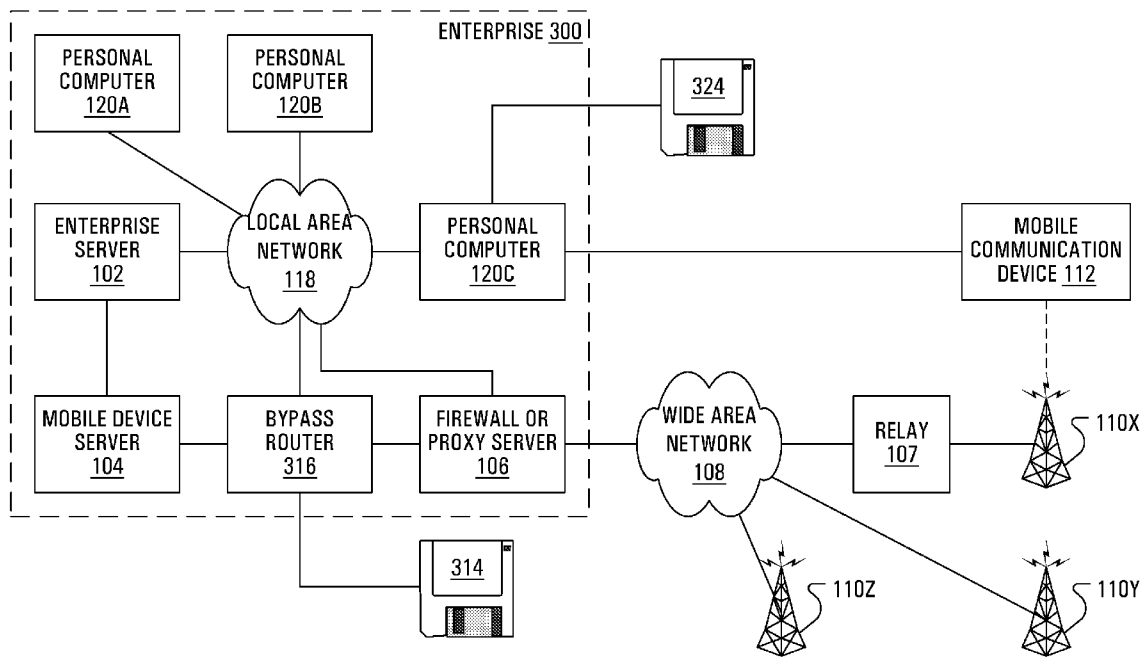 ENTERPRISE 300
PERSONAL
COMPUTER
120A
PERSONAL
COMPUTER
120B
324
ENTERPRISE
SERVER
102
LOCAL AREA
NETWORK
118
PERSONAL
COMPUTER
120C
MOBILE
COMMUNICATION
DEVICE 112
MOBILE DEVICE
SERVER
104
BYPASS
ROUTER
316
FIREWALL OR
PROXY SERVER
106
WIDE AREA
NETWORK
108
RELAY
107
110X
314
110Z
110Y